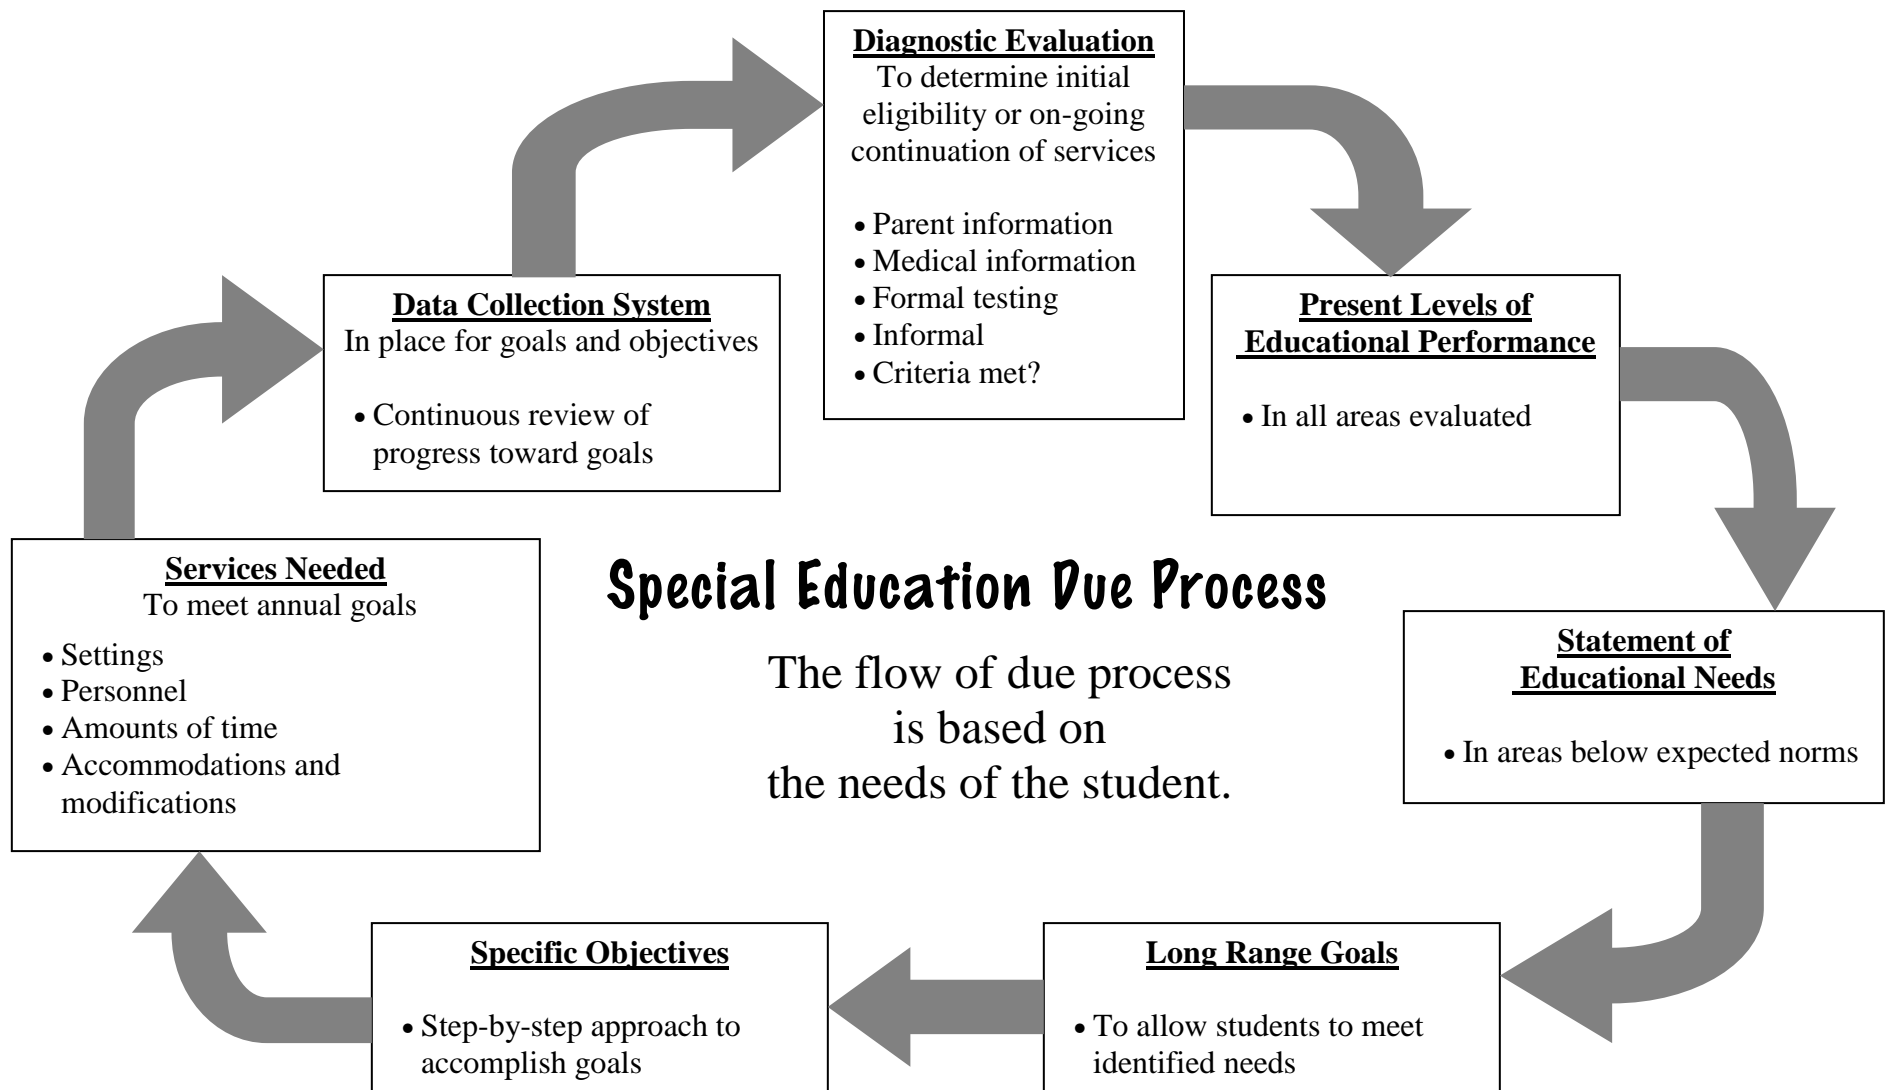 Diagnostic Evaluation
To determine initial
eligibility or on-going
continuation of services
• Parent information
• Medical information
• Formal testing
• Informal
• Criteria met?
Present Levels of
Educational Performance
• In all areas evaluated
Statement of
Educational Needs
• In areas below expected norms
Long Range Goals
• To allow students to meet
identified needs
Specific Objectives
• Step-by-step approach to
accomplish goals
Services Needed
To meet annual goals
• Settings
• Personnel
• Amounts of time
• Accommodations and
modifications
Data Collection System
In place for goals and objectives
• Continuous review of
progress toward goals
Special Education Due Process
The flow of due process
is based on
the needs of the student.